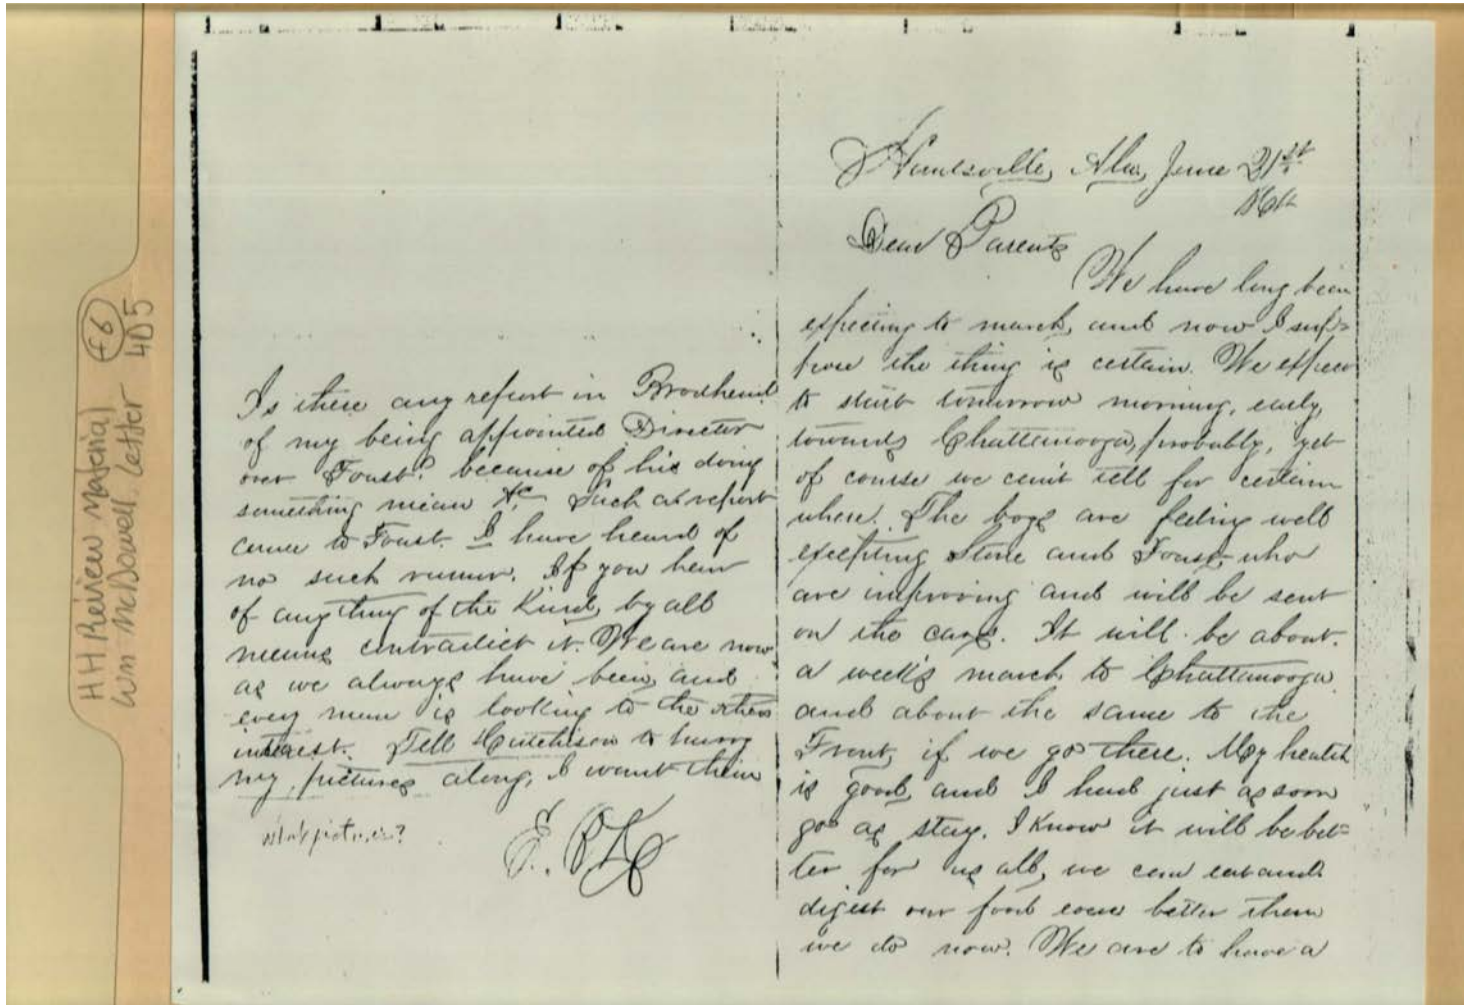 HH Review Material
F6
Wm McDowell Letter 405
Huntsville, Ala, June 21st
1864
Dear Parents
We have long been
expecting to march, and now I sup=
pose the thing is certain. We expect
to start tomorrow morning, early,
towards Chattanooga, probably, yet
of course we can't tell for certain
where. The boys are feeling well
excepting Stone and Foust, who
are improving and will be sent
on the cars. It will be about
a week's march to Chattanooga
and about the same to the
Front, if we go there. My health
is good, and I had just as soon
go as stay. I know it will be bet=
ter for us all, we can eat and
digest our food even better than
we do now. We are to have a
Is there any report in Brodhead
of my being appointed Director
over Foust? because of his doing
something mean &c. Such a report
came to Foust. I have heard of
no such rumor. If you hear
of anything of the Kind, by all
means contradict it. We are now
as we always have been, and
every man is looking to the others
interest. Tell Hutchison to hurry
my pictures along, I want them
E. O. K
what pictures?